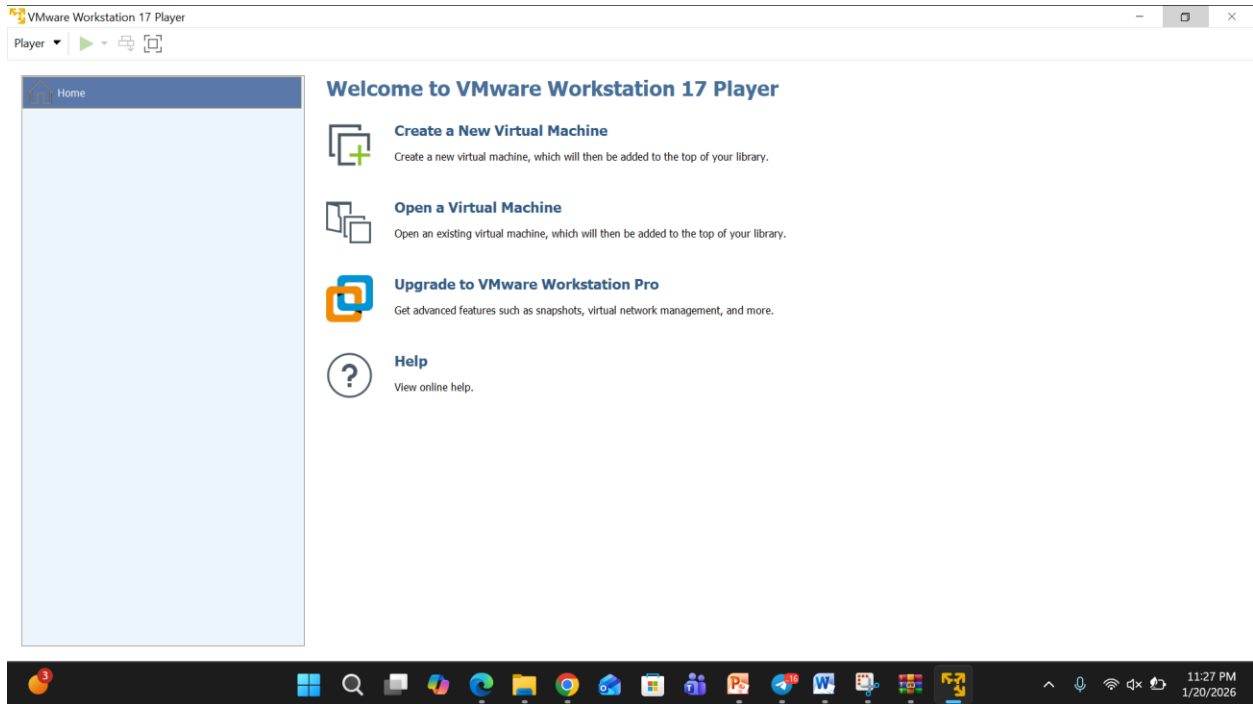 VMware Workstation 17 Player
Player
Home
Welcome to VMware Workstation 17 Player
Create a New Virtual Machine
Create a new virtual machine, which will then be added to the top of your library.
Open a Virtual Machine
Open an existing virtual machine, which will then be added to the top of your library.
Upgrade to VMware Workstation Pro
Get advanced features such as snapshots, virtual network management, and more.
?
Help
View online help.
3
16
11:27 PM
1/20/2026